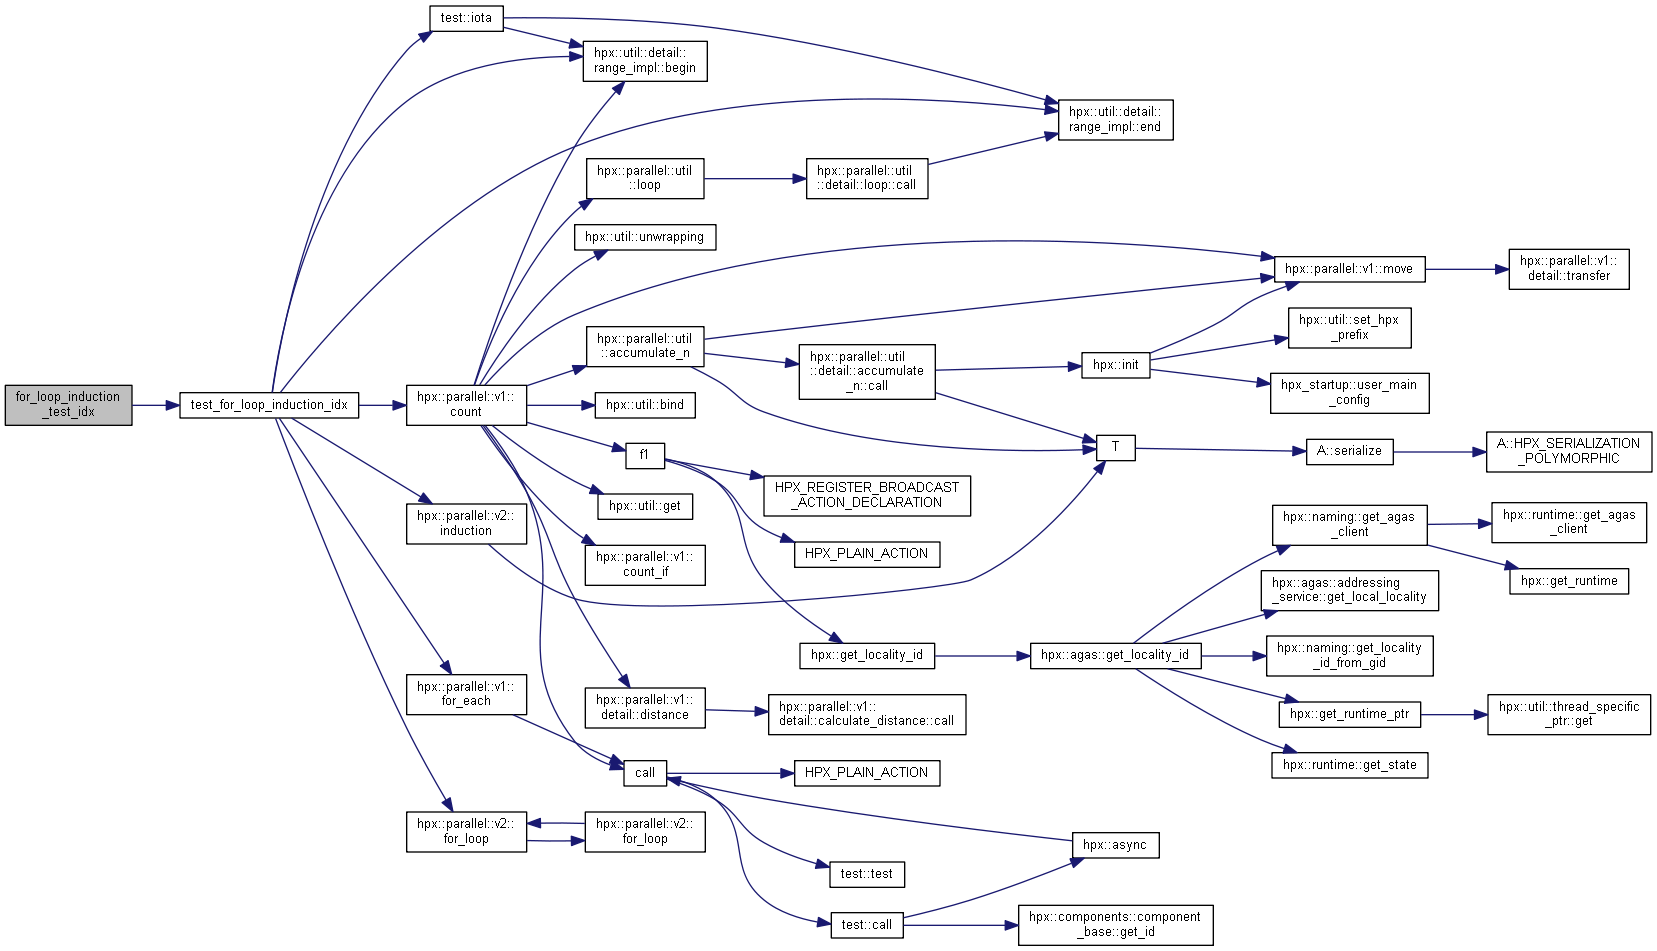 for_loop_induction
_test_idx
test_for_loop_induction_idx
test::iota
hpx::parallel::v1::
count
hpx::parallel::v2::
induction
hpx::parallel::v1::
for_each
hpx::parallel::v2::
for_loop
hpx::util::detail::
range_impl::begin
hpx::parallel::util
::loop
hpx::util::unwrapping
hpx::parallel::util
::accumulate_n
hpx::util::bind
f1
hpx::util::get
hpx::parallel::v1::
count_if
hpx::parallel::v1::
detail::distance
call
hpx::parallel::v2::
for_loop
hpx::parallel::util
::detail::loop::call
hpx::parallel::util
::detail::accumulate
_n::call
HPX_REGISTER_BROADCAST
_ACTION_DECLARATION
HPX_PLAIN_ACTION
hpx::get_locality_id
hpx::parallel::v1::
detail::calculate_distance::call
HPX_PLAIN_ACTION
test::test
test::call
hpx::util::detail::
range_impl::end
hpx::init
T
hpx::agas::get_locality_id
hpx::async
hpx::components::component
_base::get_id
hpx::parallel::v1::move
hpx::util::set_hpx
_prefix
hpx_startup::user_main
_config
A::serialize
hpx::naming::get_agas
_client
hpx::agas::addressing
_service::get_local_locality
hpx::naming::get_locality
_id_from_gid
hpx::get_runtime_ptr
hpx::runtime::get_state
hpx::parallel::v1::
detail::transfer
A::HPX_SERIALIZATION
_POLYMORPHIC
hpx::runtime::get_agas
_client
hpx::get_runtime
hpx::util::thread_specific
_ptr::get